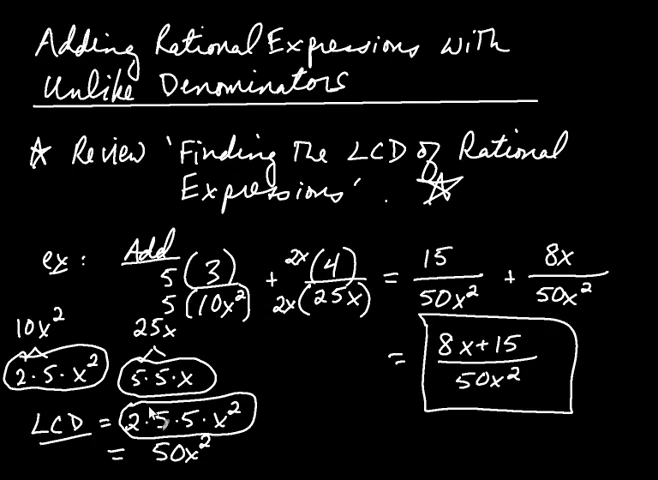 Adding Rational Expressions with
Unlike Denominators
☆ Review 'Finding The LCD of Rational
Expressions'. ☆
ex: Add
5(3)/5(10x²) + 2x(4)/2x(25x) = 15/50x² + 8x/50x²
10x² 25x
2·5·x² 5·5·x
= 8x+15/50x²
LCD = 2·5·5·x²
= 50x²